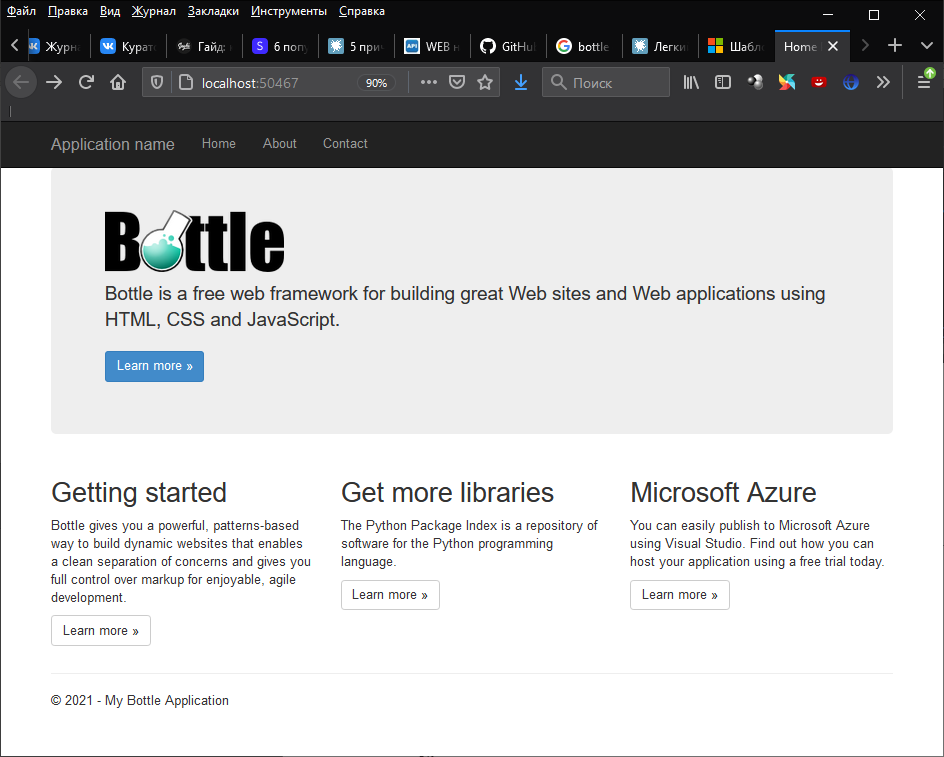 Файл Правка Вид Журнал Закладки Инструменты Справка
Журн Курат Гайд: 6 попу 5 при WEB GitHu bottle Легки Шабл Home
localhost:50467 90% Поиск
Application name Home About Contact
Bottle
Bottle is a free web framework for building great Web sites and Web applications using
HTML, CSS and JavaScript.
Learn more »
Getting started
Bottle gives you a powerful, patterns-based
way to build dynamic websites that enables
a clean separation of concerns and gives you
full control over markup for enjoyable, agile
development.
Learn more »
Get more libraries
The Python Package Index is a repository of
software for the Python programming
language.
Learn more »
Microsoft Azure
You can easily publish to Microsoft Azure
using Visual Studio. Find out how you can
host your application using a free trial today.
Learn more »
© 2021 - My Bottle Application